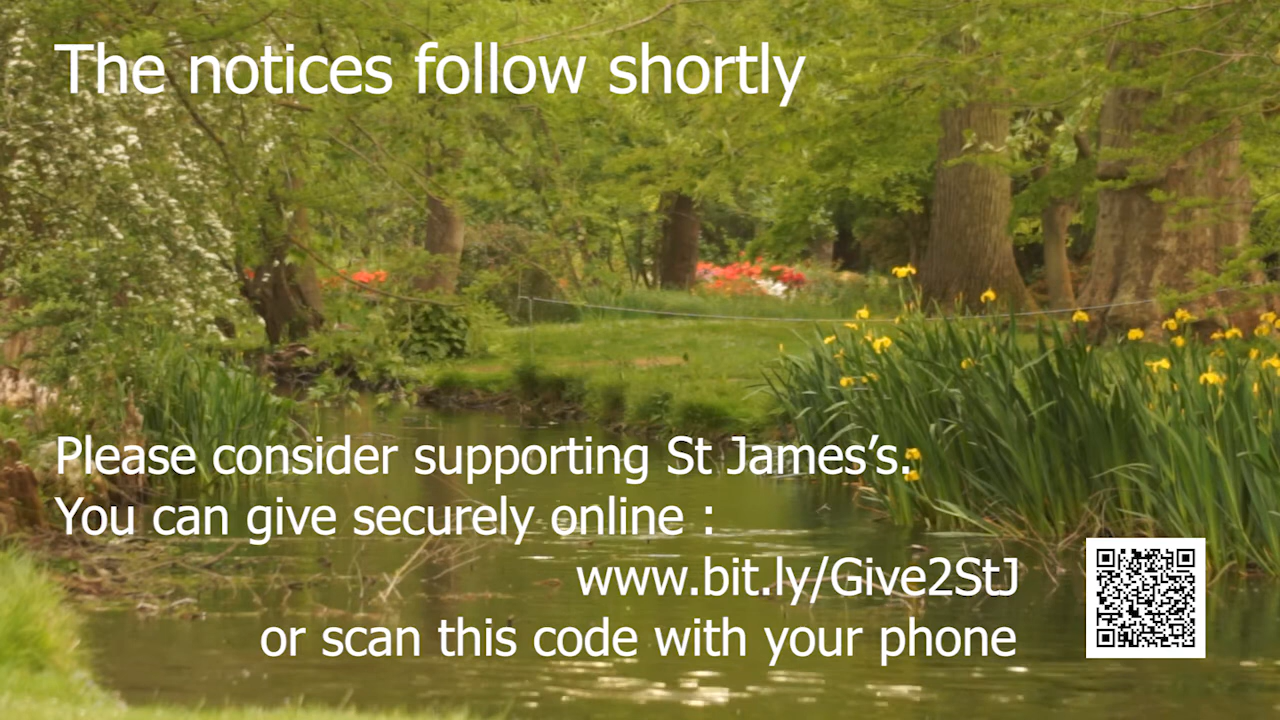 The notices follow shortly
Please consider supporting St James’s.
You can give securely online :
www.bit.ly/Give2StJ
or scan this code with your phone